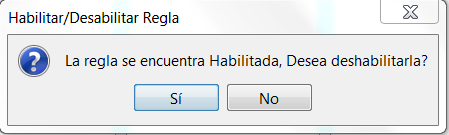 Habilitar/Desabilitar Regla
La regla se encuentra Habilitada, Desea deshabilitarla?
Sí
No